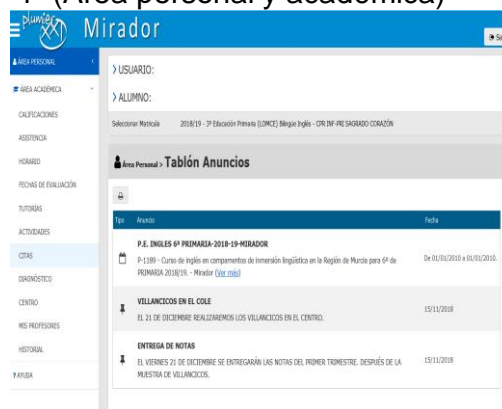 (Área personal y académica)
plumier
XXI
Mirador
ÁREA PERSONAL
ÁREA ACADÉMICA
CALIFICACIONES
ASISTENCIA
HORARIO
FECHAS DE EVALUACIÓN
TUTORÍAS
ACTIVIDADES
CITAS
DIAGNÓSTICO
CENTRO
MIS PROFESORES
HISTORIAL
? AYUDA
USUARIO:
ALUMNO:
Seleccionar Matrícula 2018/19 - 3º Educación Primaria (LOMCE) Bilingüe Inglés - CPR INF-PRI SAGRADO CORAZÓN
Área Personal > Tablón Anuncios
Tipo Anuncio Fecha
P.E. INGLES 6º PRIMARIA-2018-19-MIRADOR
P-1189 - Curso de inglés en campamentos de inmersión lingüística en la Región de Murcia para 6º de
PRIMARIA 2018/19. - Mirador (Ver más)
De 01/01/2010 a 01/01/2010.
VILLANCICOS EN EL COLE
EL 21 DE DICIEMBRE REALIZAREMOS LOS VILLANCICOS EN EL CENTRO.
15/11/2018
ENTREGA DE NOTAS
EL VIERNES 21 DE DICIEMBRE SE ENTREGARÁN LAS NOTAS DEL PRIMER TRIMESTRE. DESPUÉS DE LA
MUESTRA DE VILLANCICOS.
15/11/2018